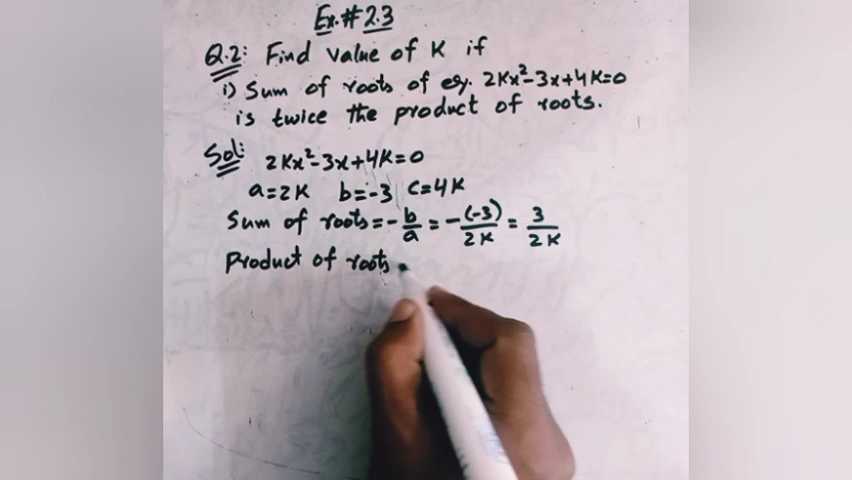 Ex.# 2.3
Q.2: Find value of K if
i) Sum of roots of eq. 2Kx²-3x+4K=0
is twice the product of roots.
Sol: 2Kx²-3x+4K=0
a=2K b=-3 c=4K
Sum of roots = -b/a = -(-3)/2K = 3/2K
Product of roots